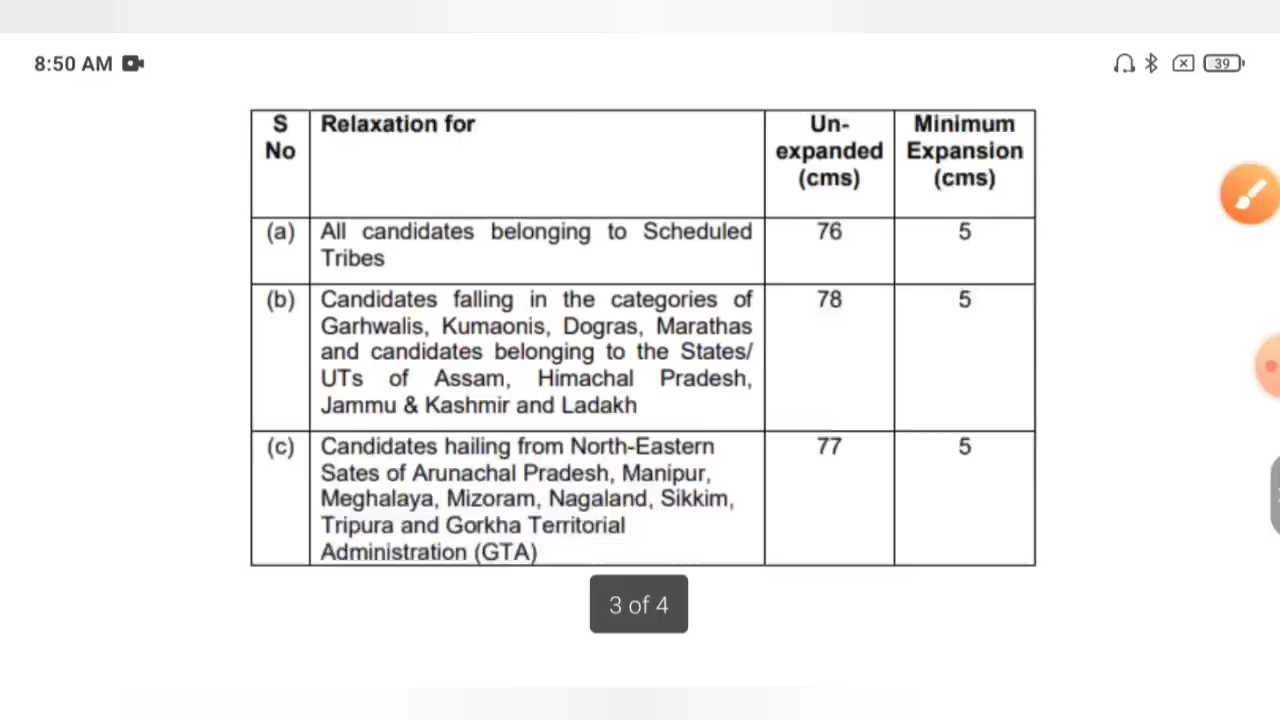 8:50 AM
39
S No
Relaxation for
Un-expanded (cms)
Minimum Expansion (cms)
(a)
All candidates belonging to Scheduled
Tribes
76
5
(b)
Candidates falling in the categories of
Garhwalis, Kumaonis, Dogras, Marathas
and candidates belonging to the States/
UTs of Assam, Himachal Pradesh,
Jammu & Kashmir and Ladakh
78
5
(c)
Candidates hailing from North-Eastern
Sates of Arunachal Pradesh, Manipur,
Meghalaya, Mizoram, Nagaland, Sikkim,
Tripura and Gorkha Territorial
Administration (GTA)
77
5
3 of 4